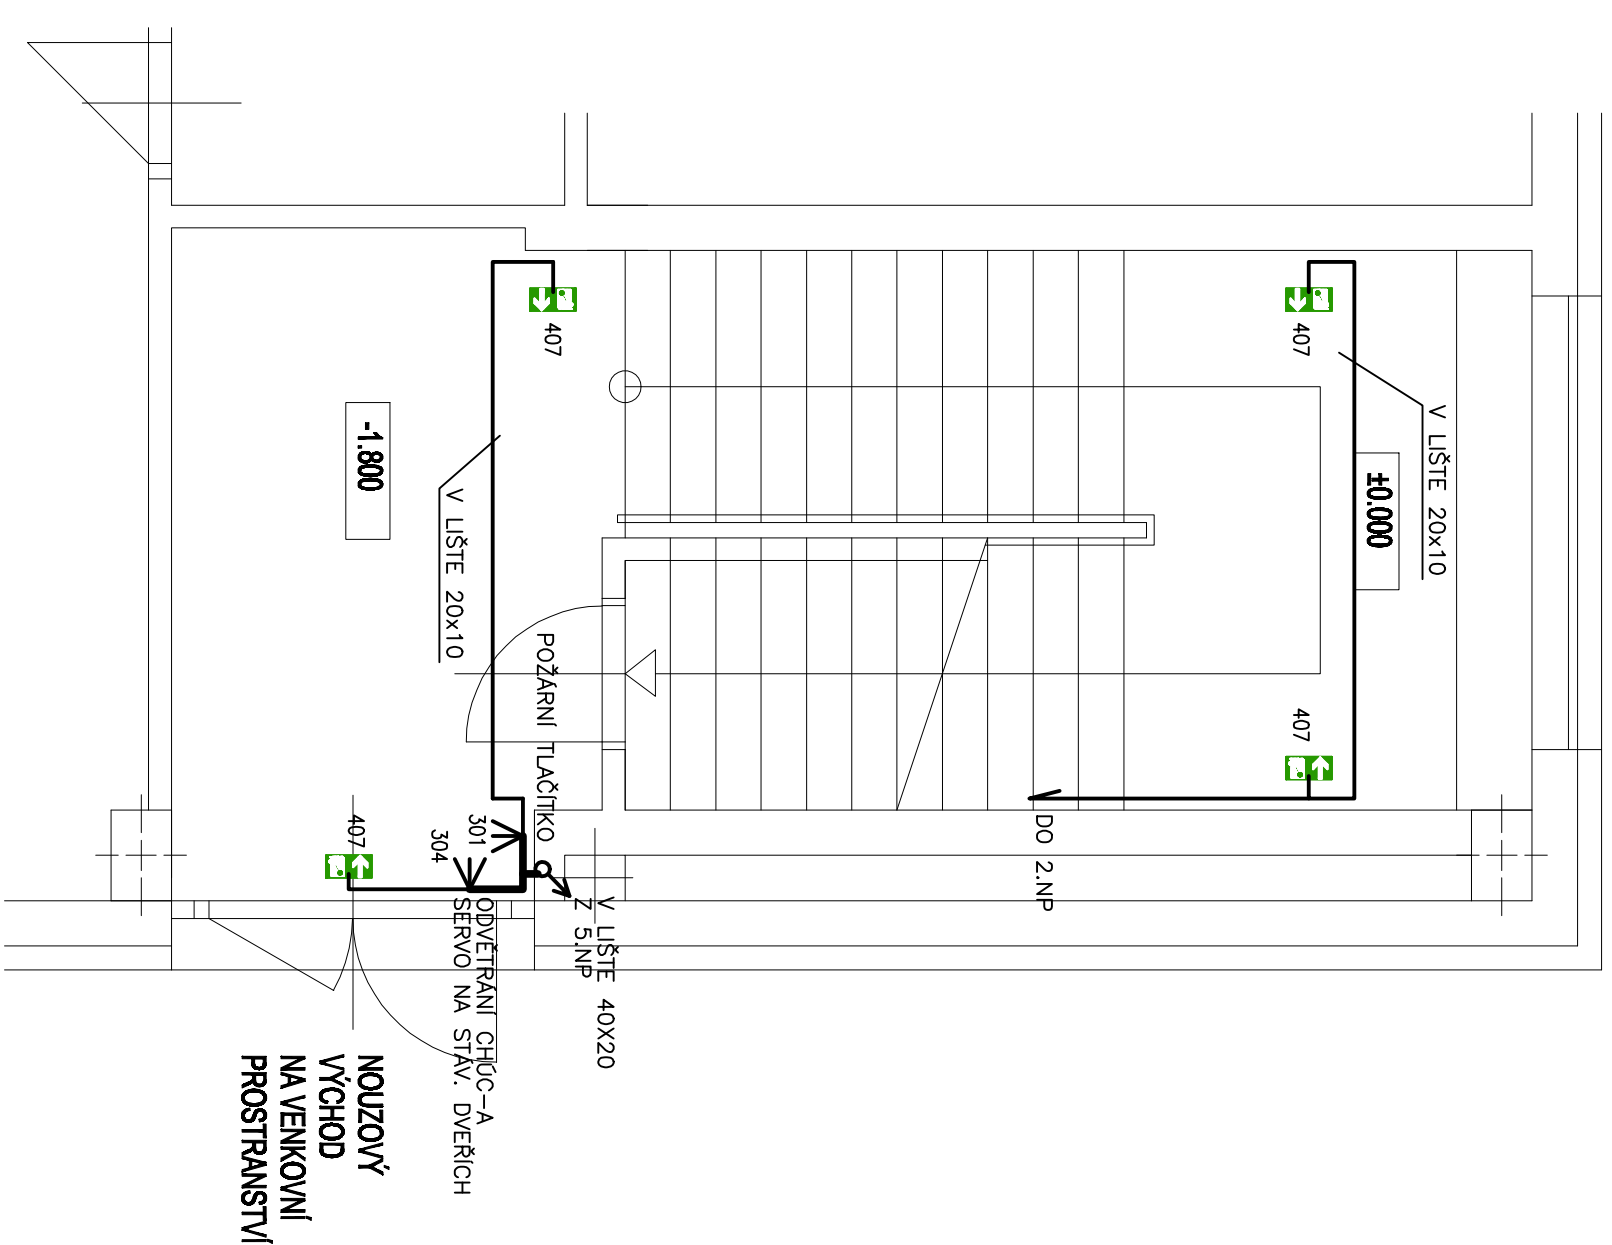 V LIŠTE 20x10
±0.000
407
407
DO 2.NP
407
V LIŠTE 40X20
Z 5.NP
POŽÁRNÍ TLAČÍTKO
301
304
ODVĚTRÁNÍ CHÚC-A
SERVO NA STÁV. DVEŘÍCH
V LIŠTE 20x10
-1.800
407
NOUZOVÝ
VÝCHOD
NA VENKOVNÍ
PROSTRANSTVÍ